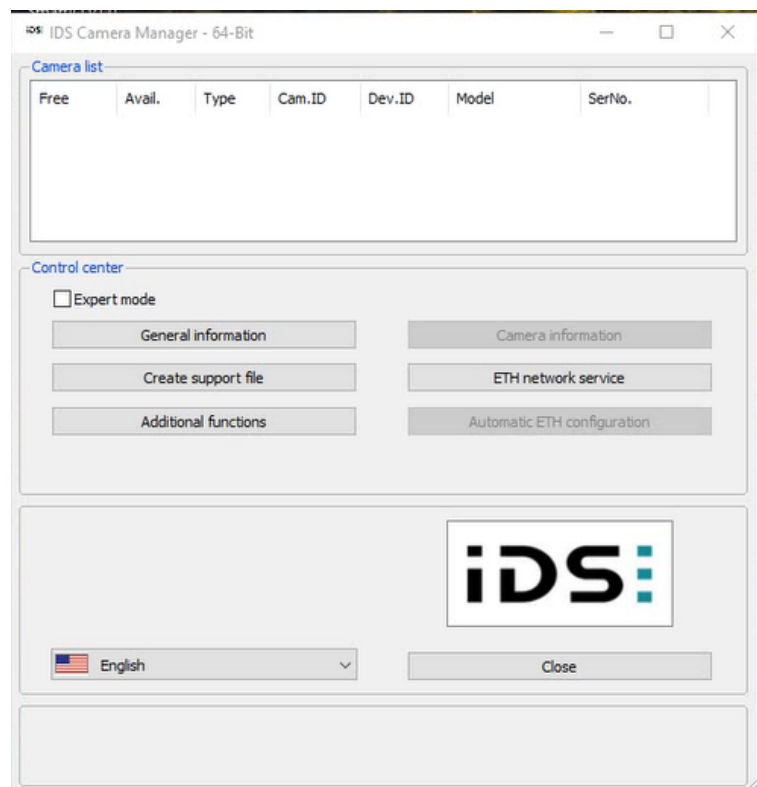 IDS Camera Manager - 64-Bit
Camera list
Free Avail. Type Cam.ID Dev.ID Model SerNo.
Control center
Expert mode
General information Camera information
Create support file ETH network service
Additional functions Automatic ETH configuration
iDS
English Close